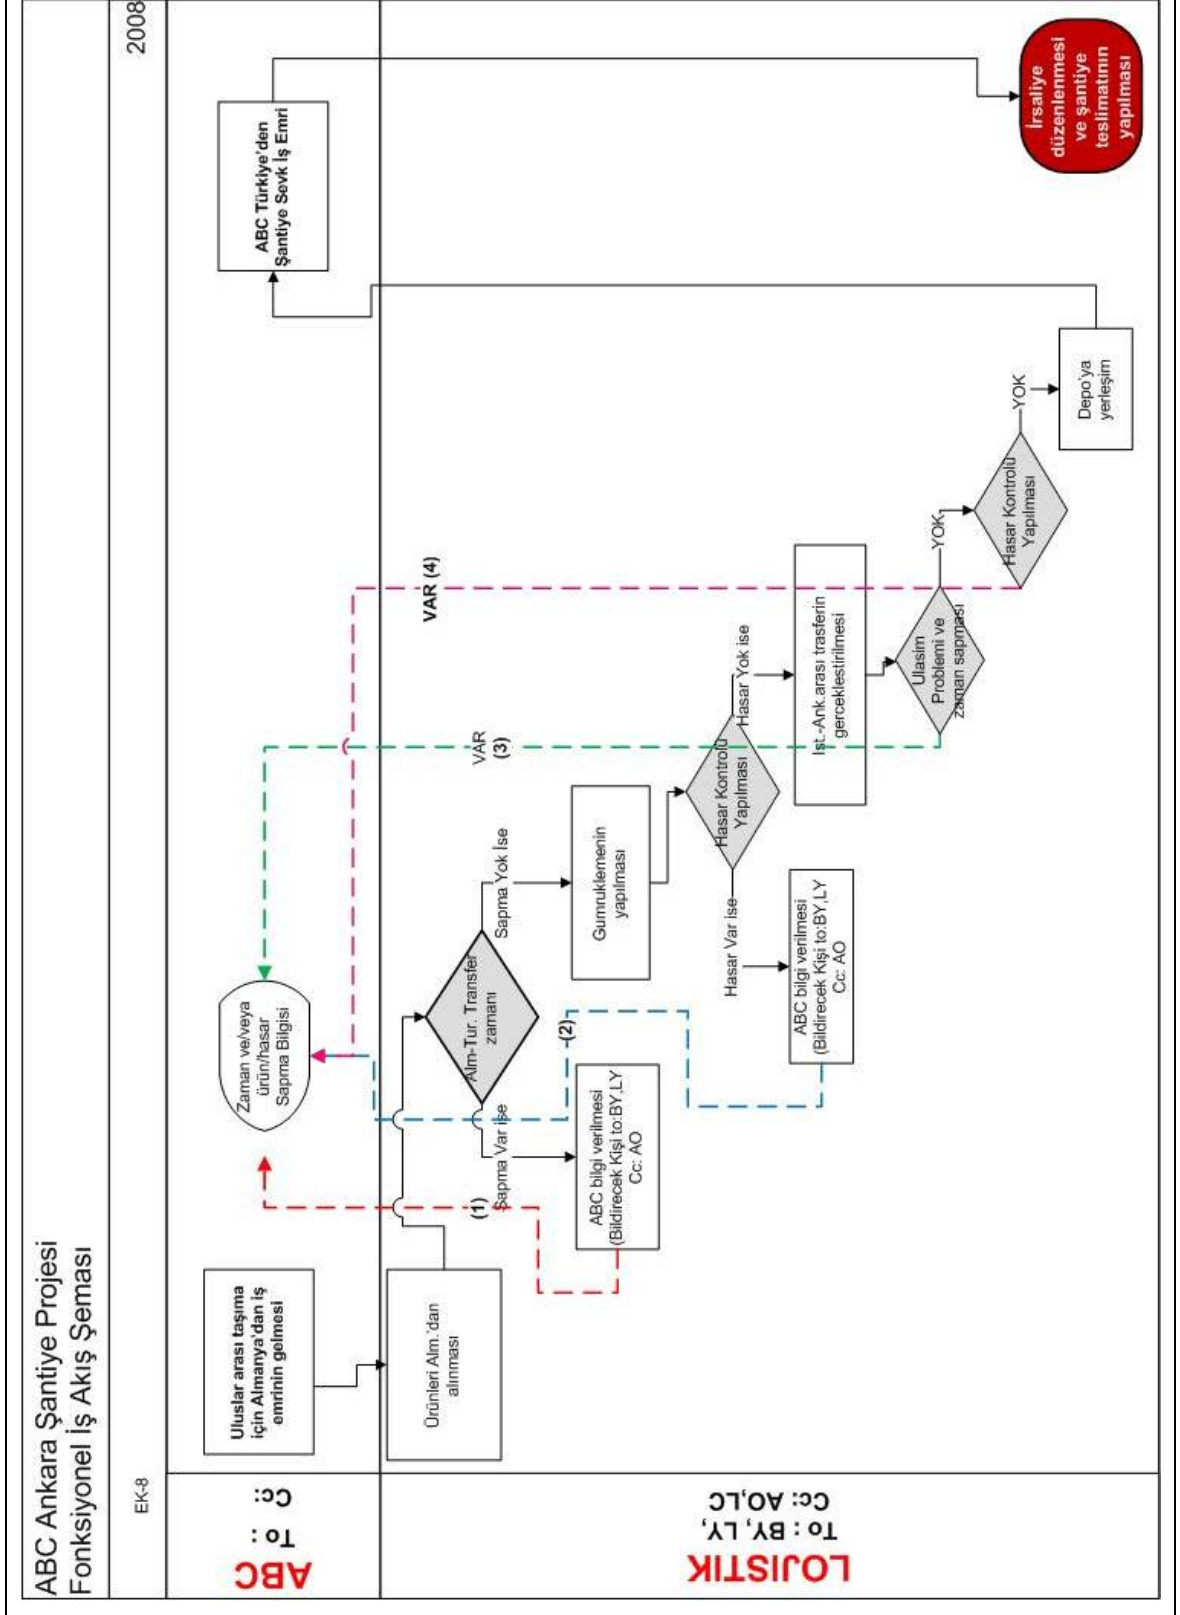 ABC Ankara Şantiye Projesi
Fonksiyonel İş Akış Şeması
EK-8
2008
ABC
To :
Cc:
Uluslar arası taşıma
için Almanya'dan iş
emrinin gelmesi
Zaman ve/veya
ürün/hasar
Sapma Bilgisi
ABC Türkiye'den
Şantiye Sevk İş Emri
LOJISTIK
To : BY, LY,
Cc: AO,LC
Ürünleri Alm.'dan
alınması
(1)
Sapma Var ise
Alm-Tur. Transfer
zamanı
Sapma Yok İse
ABC bilgi verilmesi
(Bildirecek Kişi to:BY,LY
Cc: AO
(2)
Gumruklemenin
yapılması
Hasar Var ise
Hasar Kontrolü
Yapılması
Hasar Yok ise
ABC bilgi verilmesi
(Bildirecek Kişi to:BY,LY
Cc: AO
VAR
(3)
Ist.-Ank.arası trasferin
gerceklestirilmesi
VAR (4)
Ulasim
Problemi ve
zaman sapması
YOK
Hasar Kontrolü
Yapılması
YOK
Depo'ya
yerleşim
İrsaliye
düzenlenmesi
ve şantiye
teslimatının
yapılması